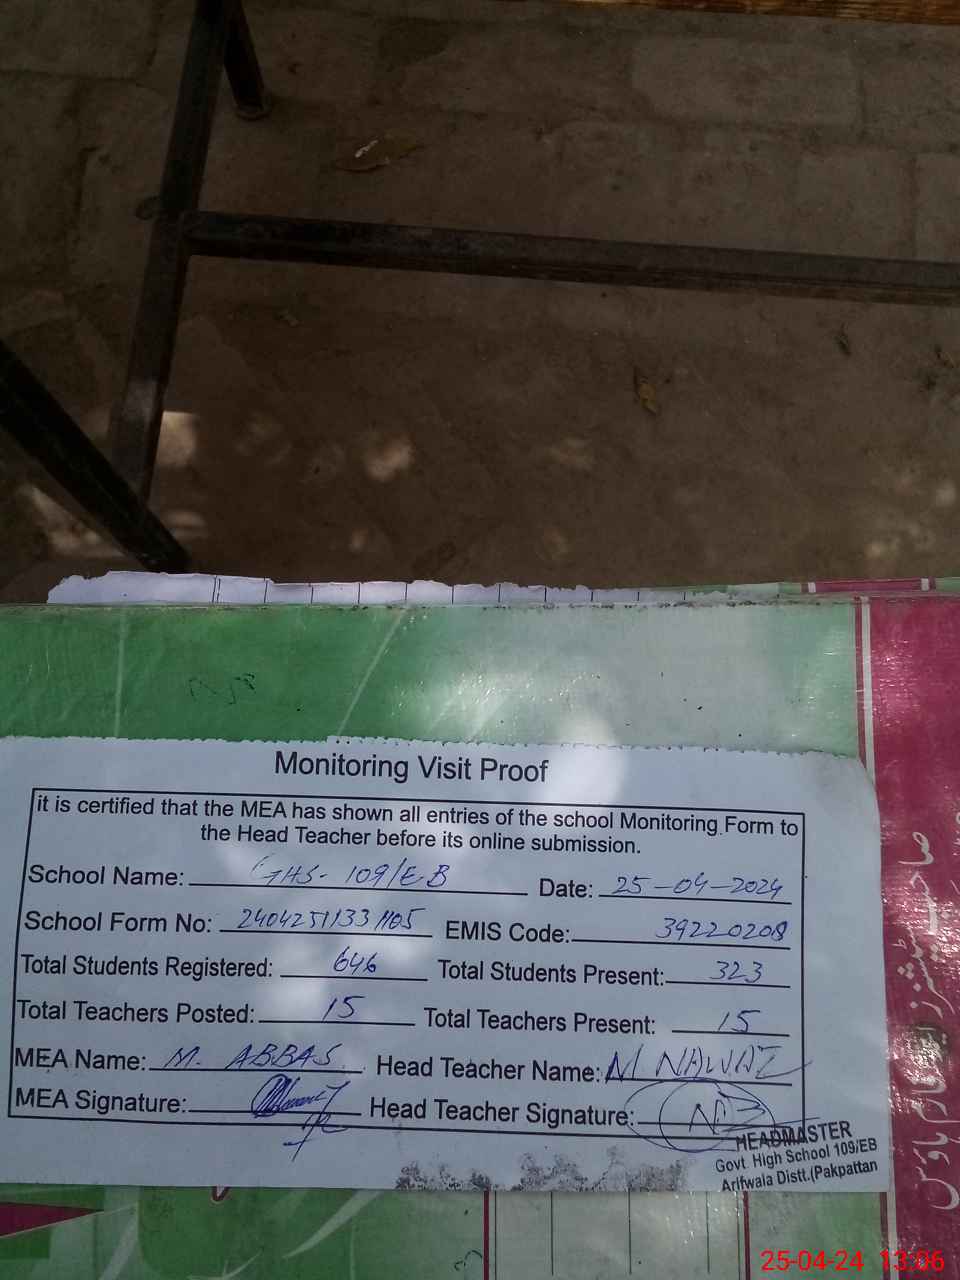 Monitoring Visit Proof
it is certified that the MEA has shown all entries of the school Monitoring Form to
the Head Teacher before its online submission.
School Name: GHS- 109/EB Date: 25-04-2024
School Form No: 24042511331105 EMIS Code: 39220208
Total Students Registered: 646 Total Students Present: 323
Total Teachers Posted: 15 Total Teachers Present: 15
MEA Name: M. ABBAS Head Teacher Name: M NAWAZ
MEA Signature: Head Teacher Signature:
HEADMASTER
Govt. High School 109/EB
Arifwala Distt.(Pakpattan
25-04-24 13:06